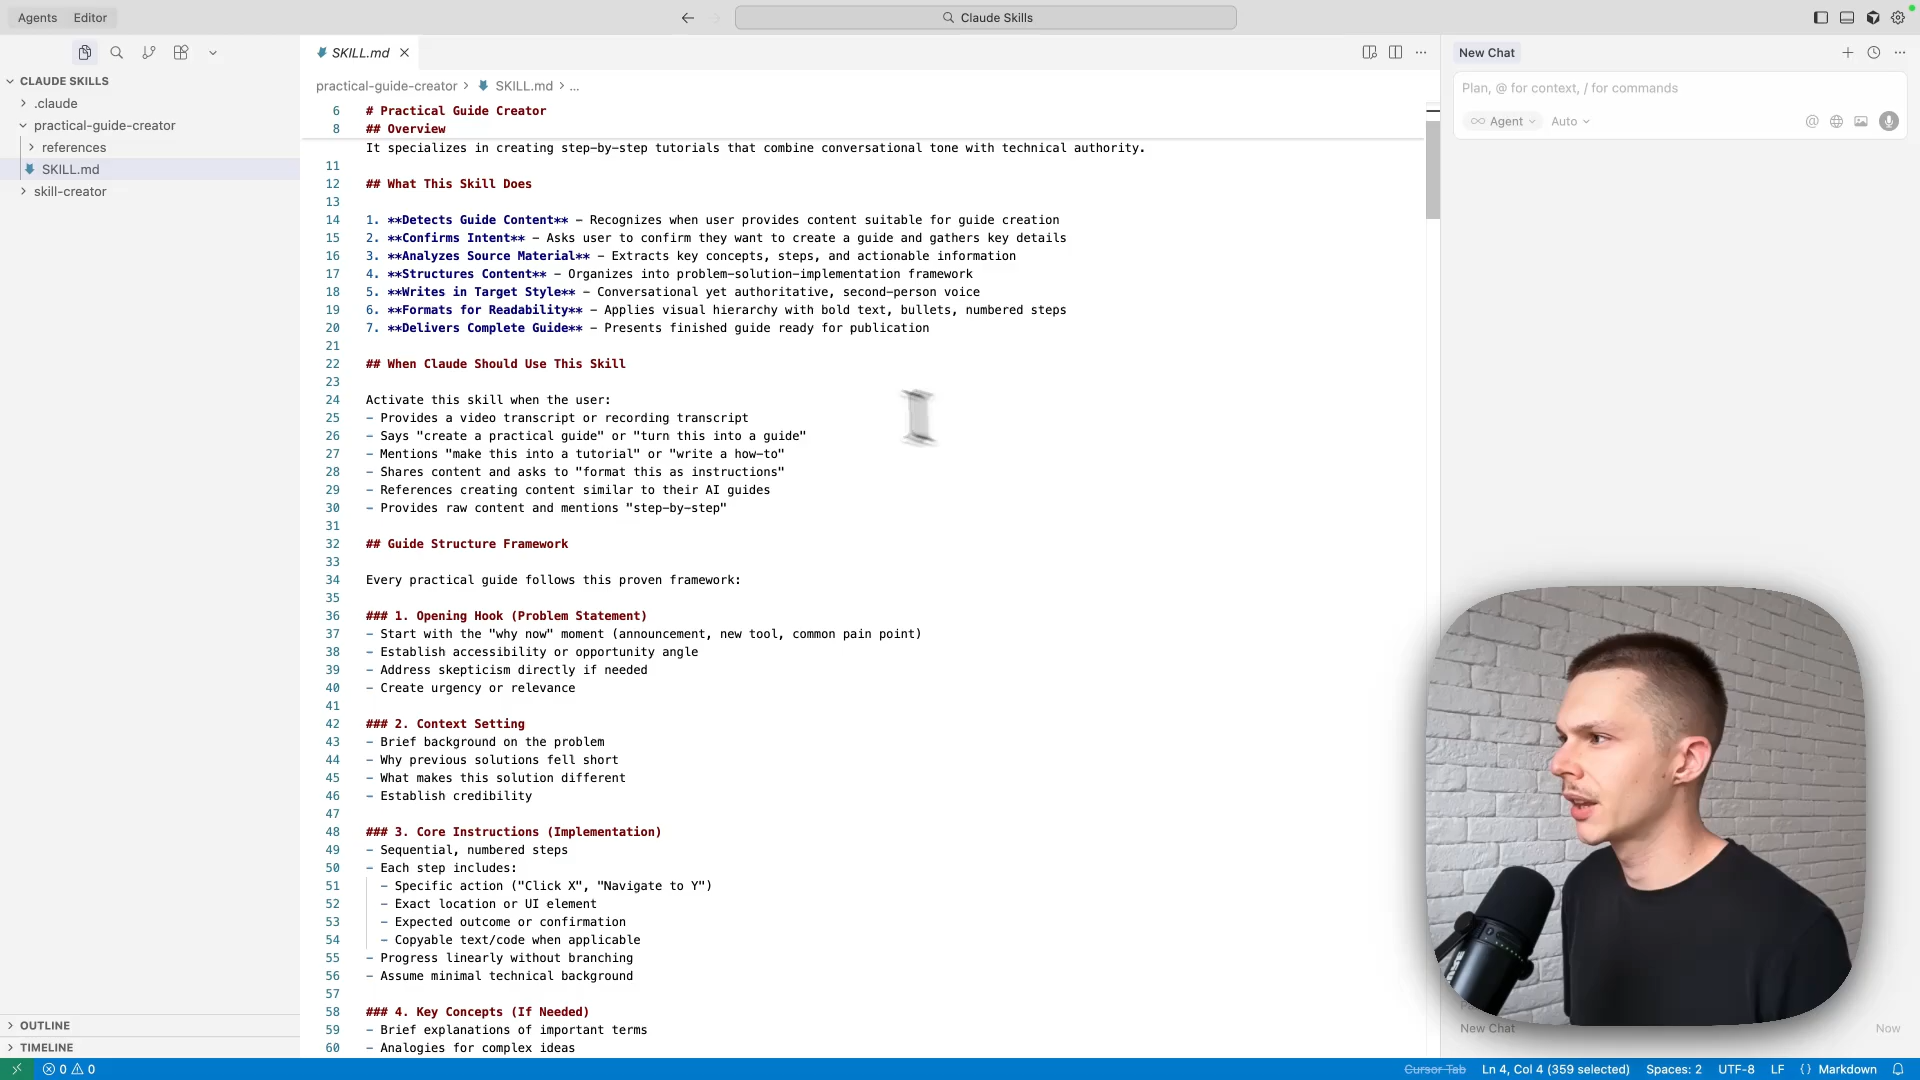 Agents Editor
Claude Skills
SKILL.md
New Chat
CLAUDE SKILLS
.claude
practical-guide-creator
references
SKILL.md
skill-creator
practical-guide-creator > SKILL.md > ...
6 # Practical Guide Creator
8 ## Overview
It specializes in creating step-by-step tutorials that combine conversational tone with technical authority.
11
12 ## What This Skill Does
13
14 1. **Detects Guide Content** - Recognizes when user provides content suitable for guide creation
15 2. **Confirms Intent** - Asks user to confirm they want to create a guide and gathers key details
16 3. **Analyzes Source Material** - Extracts key concepts, steps, and actionable information
17 4. **Structures Content** - Organizes into problem-solution-implementation framework
18 5. **Writes in Target Style** - Conversational yet authoritative, second-person voice
19 6. **Formats for Readability** - Applies visual hierarchy with bold text, bullets, numbered steps
20 7. **Delivers Complete Guide** - Presents finished guide ready for publication
21
22 ## When Claude Should Use This Skill
23
24 Activate this skill when the user:
25 - Provides a video transcript or recording transcript
26 - Says "create a practical guide" or "turn this into a guide"
27 - Mentions "make this into a tutorial" or "write a how-to"
28 - Shares content and asks to "format this as instructions"
29 - References creating content similar to their AI guides
30 - Provides raw content and mentions "step-by-step"
31
32 ## Guide Structure Framework
33
34 Every practical guide follows this proven framework:
35
36 ### 1. Opening Hook (Problem Statement)
37 - Start with the "why now" moment (announcement, new tool, common pain point)
38 - Establish accessibility or opportunity angle
39 - Address skepticism directly if needed
40 - Create urgency or relevance
41
42 ### 2. Context Setting
43 - Brief background on the problem
44 - Why previous solutions fell short
45 - What makes this solution different
46 - Establish credibility
47
48 ### 3. Core Instructions (Implementation)
49 - Sequential, numbered steps
50 - Each step includes:
51 - Specific action ("Click X", "Navigate to Y")
52 - Exact location or UI element
53 - Expected outcome or confirmation
54 - Copyable text/code when applicable
55 - Progress linearly without branching
56 - Assume minimal technical background
57
58 ### 4. Key Concepts (If Needed)
59 - Brief explanations of important terms
60 - Analogies for complex ideas
Plan, @ for context, / for commands
Agent Auto
New Chat Now
OUTLINE
TIMELINE
0 0
Cursor Tab Ln 4, Col 4 (359 selected) Spaces: 2 UTF-8 LF {} Markdown